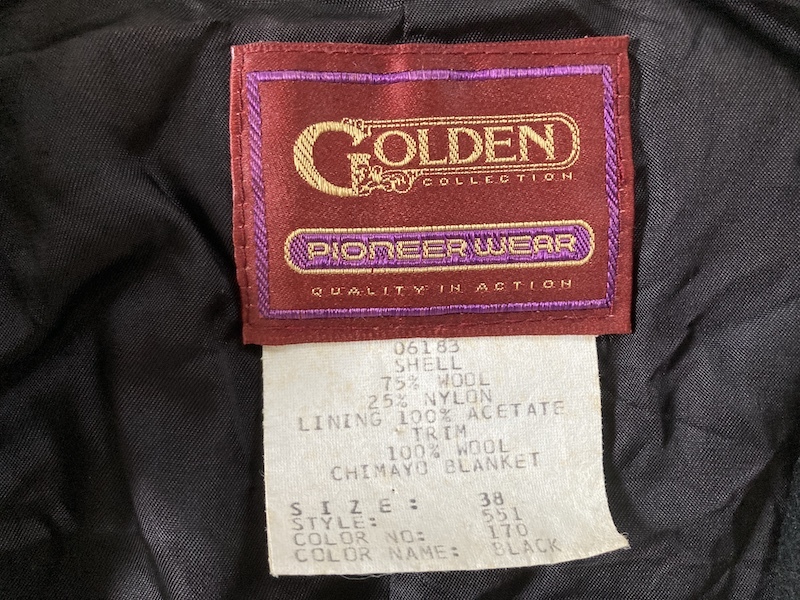 GOLDEN
COLLECTION
PIONEER WEAR
QUALITY IN ACTION
06183
SHELL
75% WOOL
25% NYLON
LINING 100% ACETATE
TRIM
100% WOOL
CHIMAYO BLANKET
SIZE: 38
STYLE: 551
COLOR NO: 170
COLOR NAME: BLACK